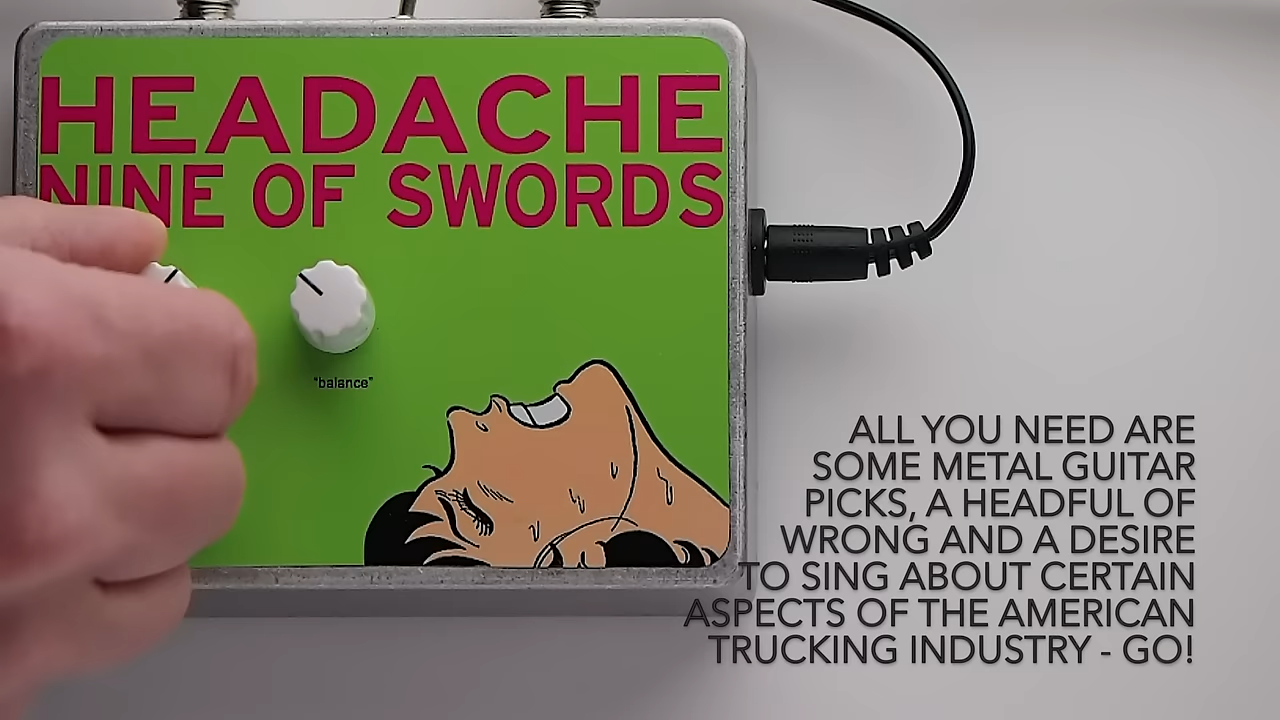 HEADACHE
NINE OF SWORDS
"balance"
ALL YOU NEED ARE
SOME METAL GUITAR
PICKS, A HEADFUL OF
WRONG AND A DESIRE
TO SING ABOUT CERTAIN
ASPECTS OF THE AMERICAN
TRUCKING INDUSTRY - GO!